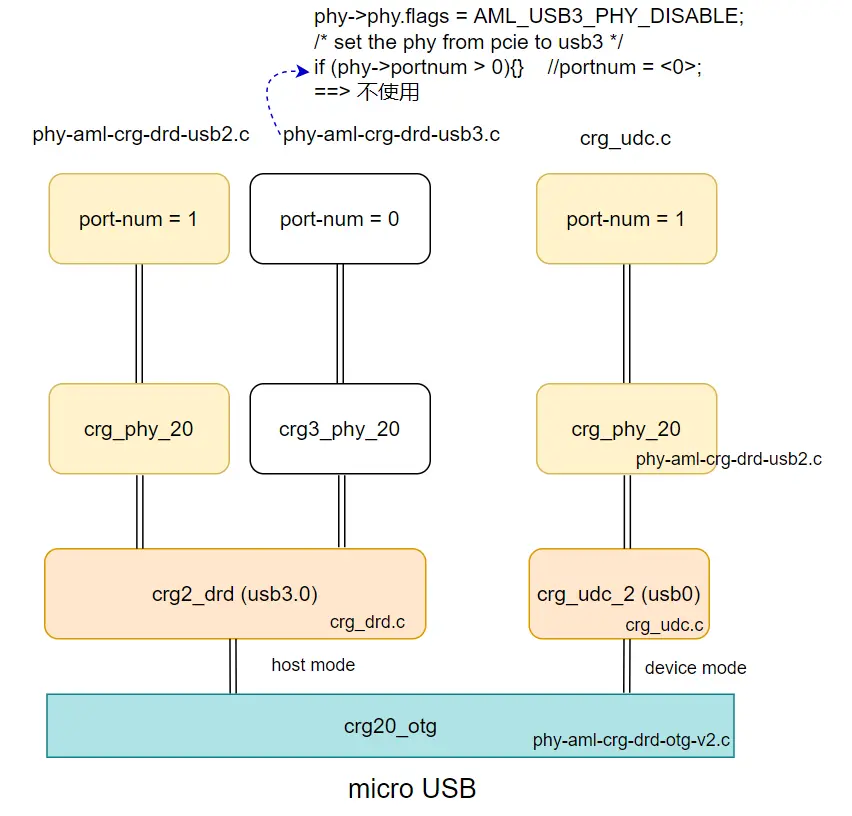 phy->phy.flags = AML_USB3_PHY_DISABLE;
/* set the phy from pcie to usb3 */
if (phy->portnum > 0){} //portnum = <0>;
==> 不使用
phy-aml-crg-drd-usb2.c
phy-aml-crg-drd-usb3.c
crg_udc.c
port-num = 1
port-num = 0
port-num = 1
crg_phy_20
crg3_phy_20
crg_phy_20
phy-aml-crg-drd-usb2.c
crg2_drd (usb3.0)
crg_drd.c
crg_udc_2 (usb0)
crg_udc.c
host mode
device mode
crg20_otg
phy-aml-crg-drd-otg-v2.c
micro USB